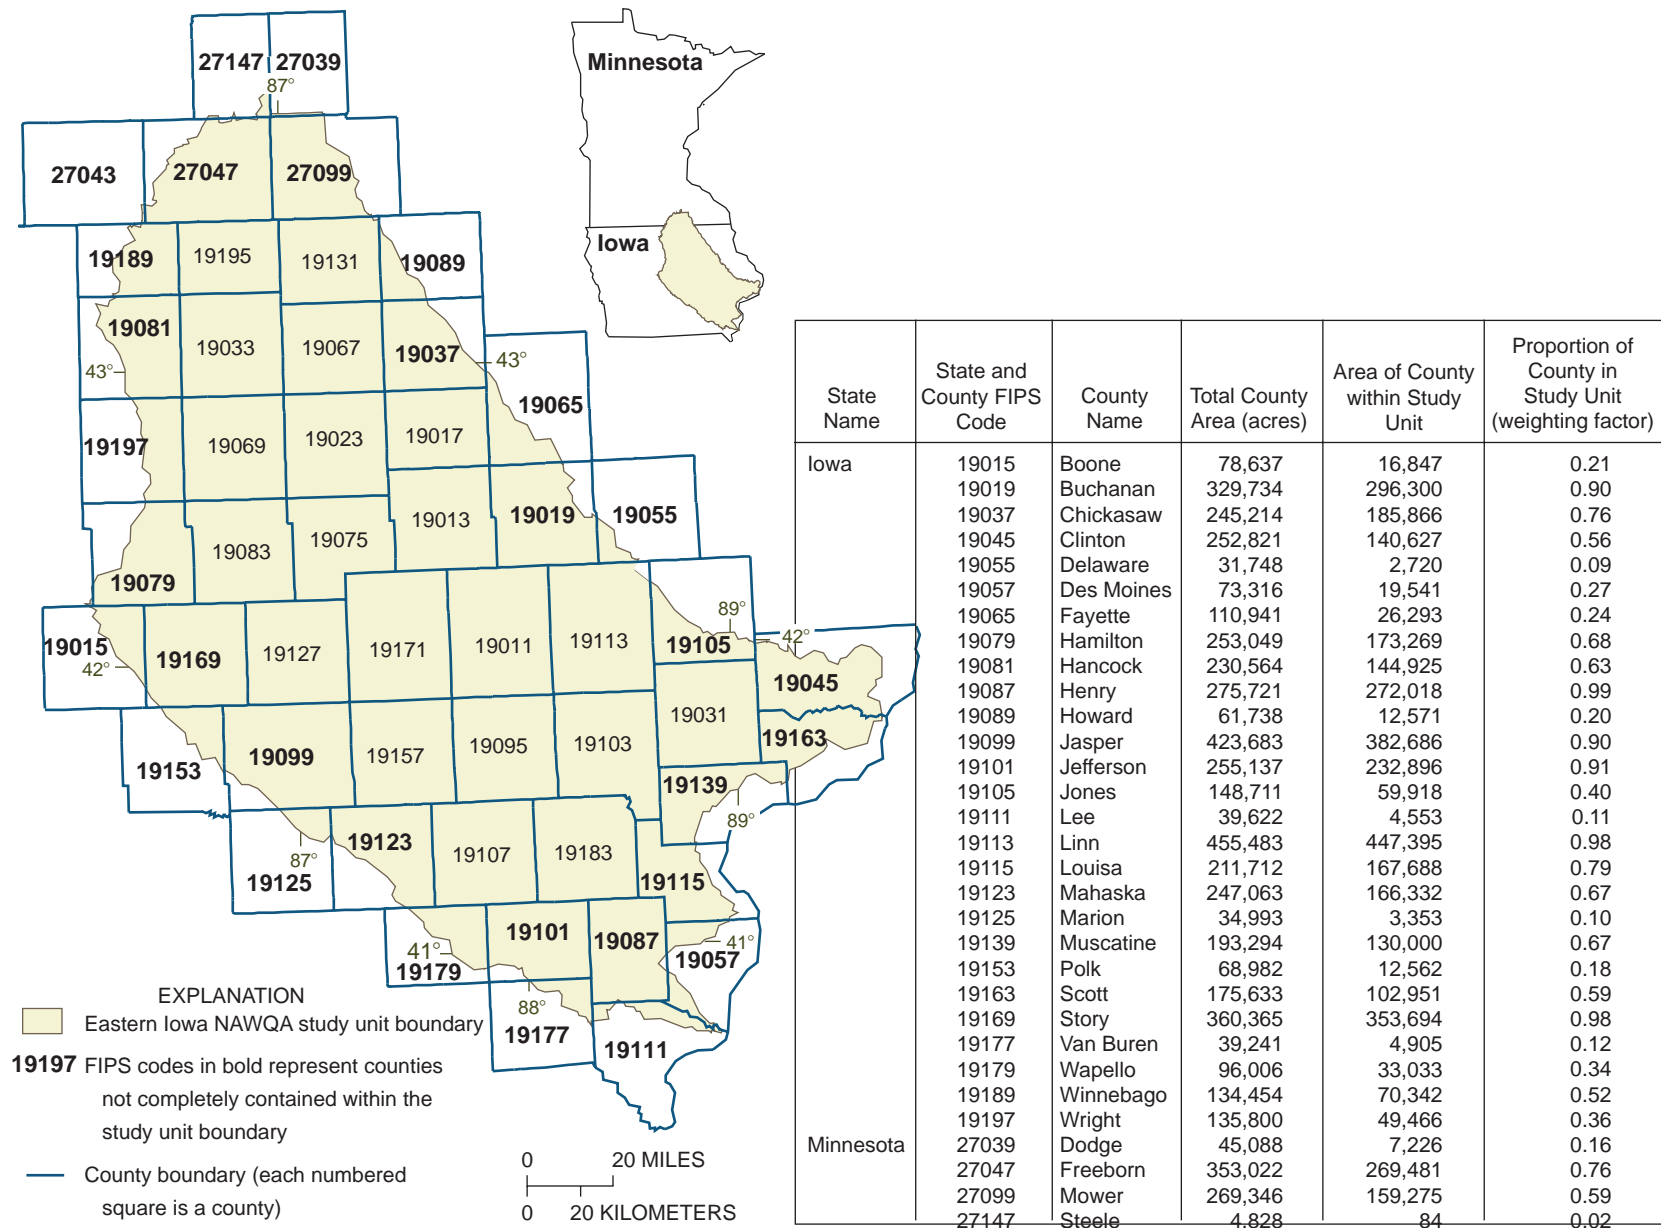 27147 27039
87°
27043 27047 27099
19189 19195 19131 19089
19081 19033 19067 19037
43° 43°
19065
19197 19069 19023 19017
19079 19083 19075 19013 19019 19055
89°
42°
19015 19169 19127 19171 19011 19113 19105
42°
19045
19031
19163
19153 19099 19157 19095 19103 19139
89°
87°
19125 19123 19107 19183 19115
41° 41°
19179 19101 19087 19057
88°
19177 19111
Minnesota
Iowa
EXPLANATION
Eastern Iowa NAWQA study unit boundary
19197 FIPS codes in bold represent counties
not completely contained within the
study unit boundary
County boundary (each numbered
square is a county)
0 20 MILES
0 20 KILOMETERS
State Name | State and County FIPS Code | County Name | Total County Area (acres) | Area of County within Study Unit | Proportion of County in Study Unit (weighting factor)
Iowa 19015 Boone 78,637 16,847 0.21
19019 Buchanan 329,734 296,300 0.90
19037 Chickasaw 245,214 185,866 0.76
19045 Clinton 252,821 140,627 0.56
19055 Delaware 31,748 2,720 0.09
19057 Des Moines 73,316 19,541 0.27
19065 Fayette 110,941 26,293 0.24
19079 Hamilton 253,049 173,269 0.68
19081 Hancock 230,564 144,925 0.63
19087 Henry 275,721 272,018 0.99
19089 Howard 61,738 12,571 0.20
19099 Jasper 423,683 382,686 0.90
19101 Jefferson 255,137 232,896 0.91
19105 Jones 148,711 59,918 0.40
19111 Lee 39,622 4,553 0.11
19113 Linn 455,483 447,395 0.98
19115 Louisa 211,712 167,688 0.79
19123 Mahaska 247,063 166,332 0.67
19125 Marion 34,993 3,353 0.10
19139 Muscatine 193,294 130,000 0.67
19153 Polk 68,982 12,562 0.18
19163 Scott 175,633 102,951 0.59
19169 Story 360,365 353,694 0.98
19177 Van Buren 39,241 4,905 0.12
19179 Wapello 96,006 33,033 0.34
19189 Winnebago 134,454 70,342 0.52
19197 Wright 135,800 49,466 0.36
Minnesota 27039 Dodge 45,088 7,226 0.16
27047 Freeborn 353,022 269,481 0.76
27099 Mower 269,346 159,275 0.59
27147 Steele 4,828 84 0.02